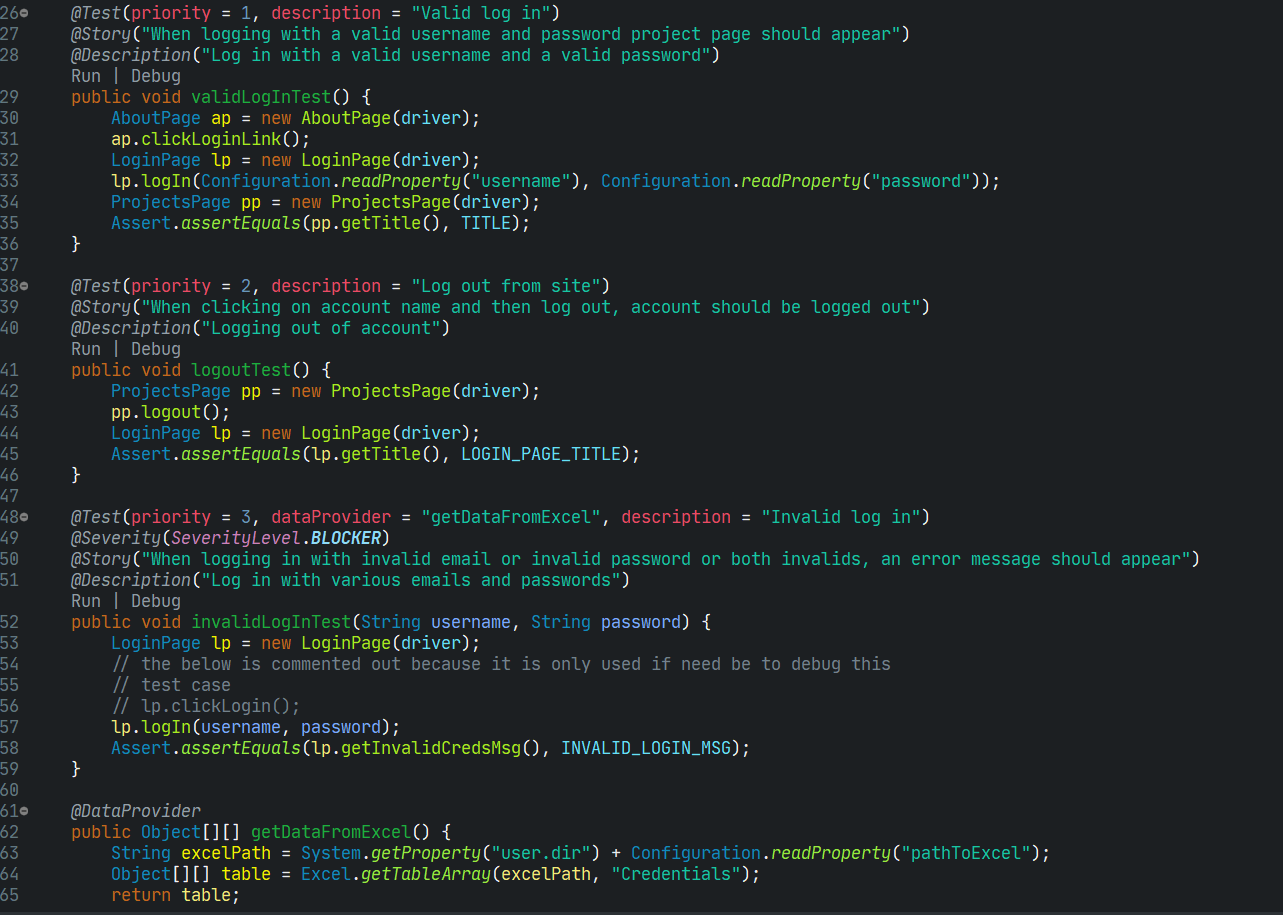 26 @Test(priority = 1, description = "Valid log in")
27 @Story("When logging with a valid username and password project page should appear")
28 @Description("Log in with a valid username and a valid password")
Run | Debug
29 public void validLogInTest() {
30 AboutPage ap = new AboutPage(driver);
31 ap.clickLoginLink();
32 LoginPage lp = new LoginPage(driver);
33 lp.logIn(Configuration.readProperty("username"), Configuration.readProperty("password"));
34 ProjectsPage pp = new ProjectsPage(driver);
35 Assert.assertEquals(pp.getTitle(), TITLE);
36 }
37
38 @Test(priority = 2, description = "Log out from site")
39 @Story("When clicking on account name and then log out, account should be logged out")
40 @Description("Logging out of account")
Run | Debug
41 public void logoutTest() {
42 ProjectsPage pp = new ProjectsPage(driver);
43 pp.logout();
44 LoginPage lp = new LoginPage(driver);
45 Assert.assertEquals(lp.getTitle(), LOGIN_PAGE_TITLE);
46 }
47
48 @Test(priority = 3, dataProvider = "getDataFromExcel", description = "Invalid log in")
49 @Severity(SeverityLevel.BLOCKER)
50 @Story("When logging in with invalid email or invalid password or both invalids, an error message should appear")
51 @Description("Log in with various emails and passwords")
Run | Debug
52 public void invalidLogInTest(String username, String password) {
53 LoginPage lp = new LoginPage(driver);
54 // the below is commented out because it is only used if need be to debug this
55 // test case
56 // lp.clickLogin();
57 lp.logIn(username, password);
58 Assert.assertEquals(lp.getInvalidCredsMsg(), INVALID_LOGIN_MSG);
59 }
60
61 @DataProvider
62 public Object[][] getDataFromExcel() {
63 String excelPath = System.getProperty("user.dir") + Configuration.readProperty("pathToExcel");
64 Object[][] table = Excel.getTableArray(excelPath, "Credentials");
65 return table;